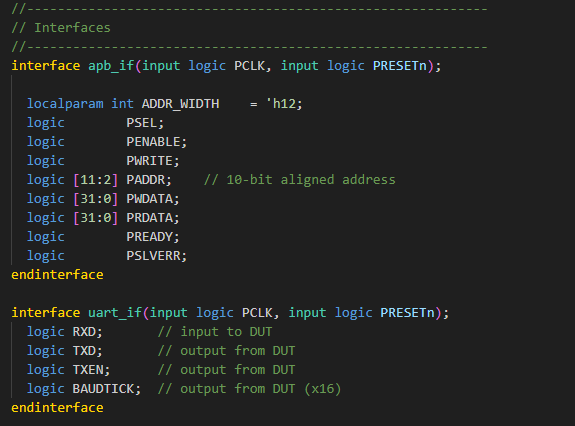 //------------------------------------------------------------
// Interfaces
//------------------------------------------------------------
interface apb_if(input logic PCLK, input logic PRESETn);
localparam int ADDR_WIDTH    = 'h12;
logic        PSEL;
logic        PENABLE;
logic        PWRITE;
logic [11:2] PADDR;    // 10-bit aligned address
logic [31:0] PWDATA;
logic [31:0] PRDATA;
logic        PREADY;
logic        PSLVERR;
endinterface
interface uart_if(input logic PCLK, input logic PRESETn);
logic RXD;       // input to DUT
logic TXD;       // output from DUT
logic TXEN;      // output from DUT
logic BAUDTICK;  // output from DUT (x16)
endinterface